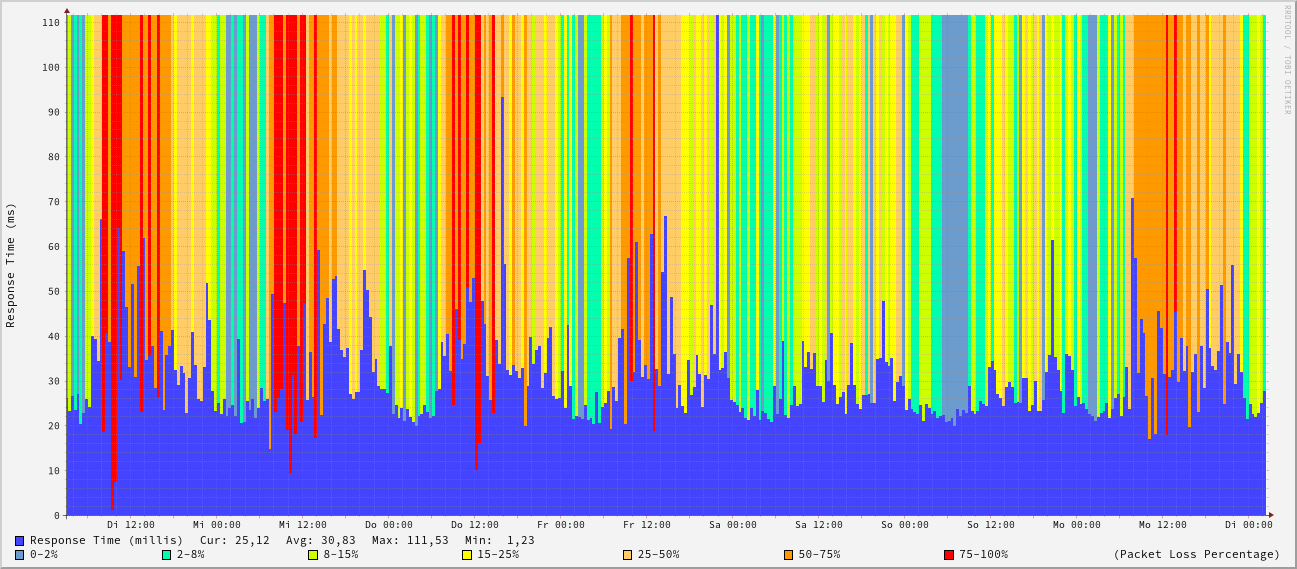 RRDTOOL / TOBI OETIKER
Response Time (ms)
110
100
90
80
70
60
50
40
30
20
10
0
Di 12:00 Mi 00:00 Mi 12:00 Do 00:00 Do 12:00 Fr 00:00 Fr 12:00 Sa 00:00 Sa 12:00 So 00:00 So 12:00 Mo 00:00 Mo 12:00 Di 00:00
Response Time (millis) Cur: 25,12 Avg: 30,83 Max: 111,53 Min: 1,23
0-2% 2-8% 8-15% 15-25% 25-50% 50-75% 75-100% (Packet Loss Percentage)